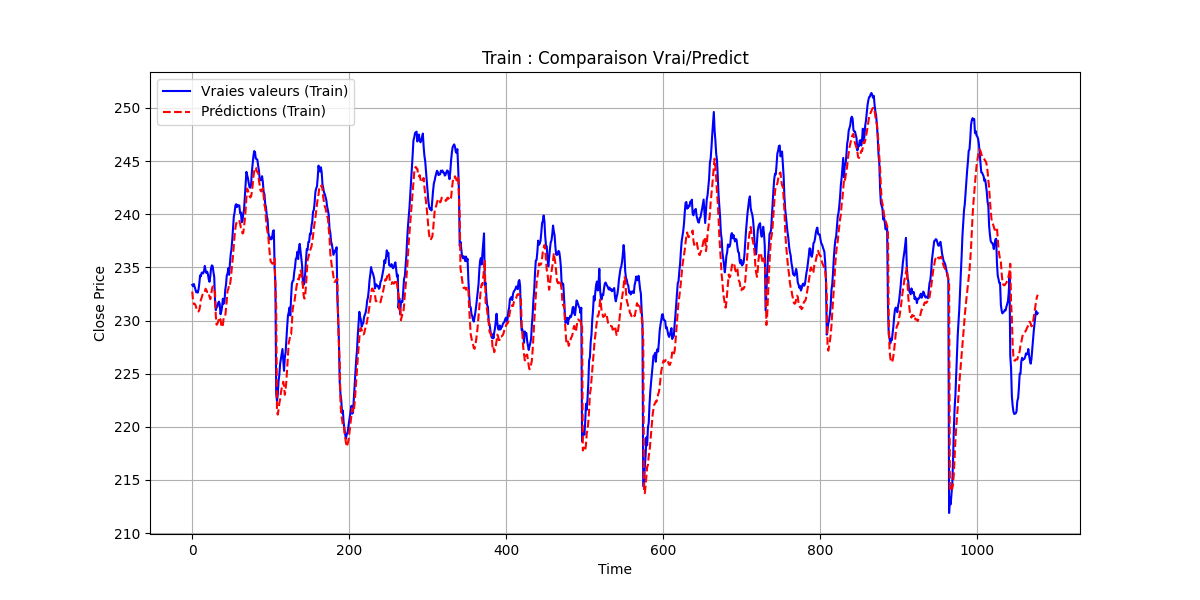 Train : Comparaison Vrai/Predict
Vraies valeurs (Train)
Prédictions (Train)
Close Price
250
245
240
235
230
225
220
215
210
0 200 400 600 800 1000
Time